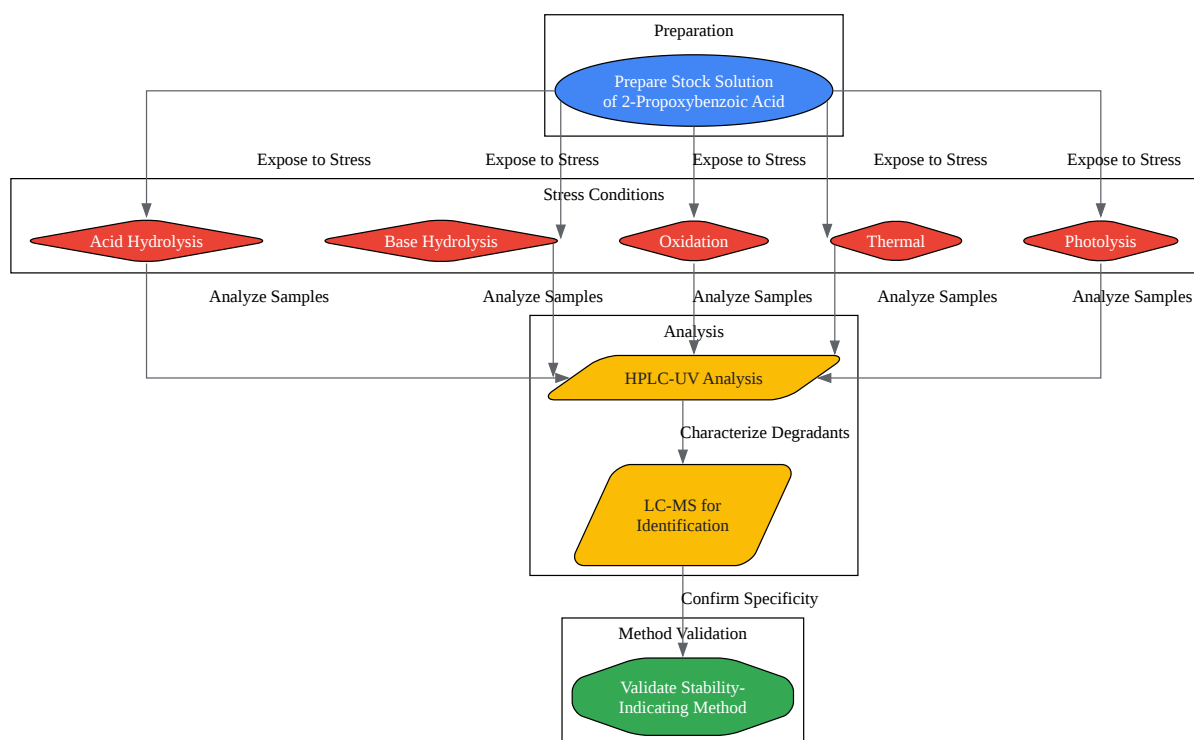 Preparation
Prepare Stock Solution
of 2-Propoxybenzoic Acid
Expose to Stress
Expose to Stress
Expose to Stress
Expose to Stress
Expose to Stress
Stress Conditions
Acid Hydrolysis
Base Hydrolysis
Oxidation
Thermal
Photolysis
Analyze Samples
Analyze Samples
Analyze Samples
Analyze Samples
Analyze Samples
Analysis
HPLC-UV Analysis
Characterize Degradants
LC-MS for
Identification
Confirm Specificity
Method Validation
Validate Stability-
Indicating Method